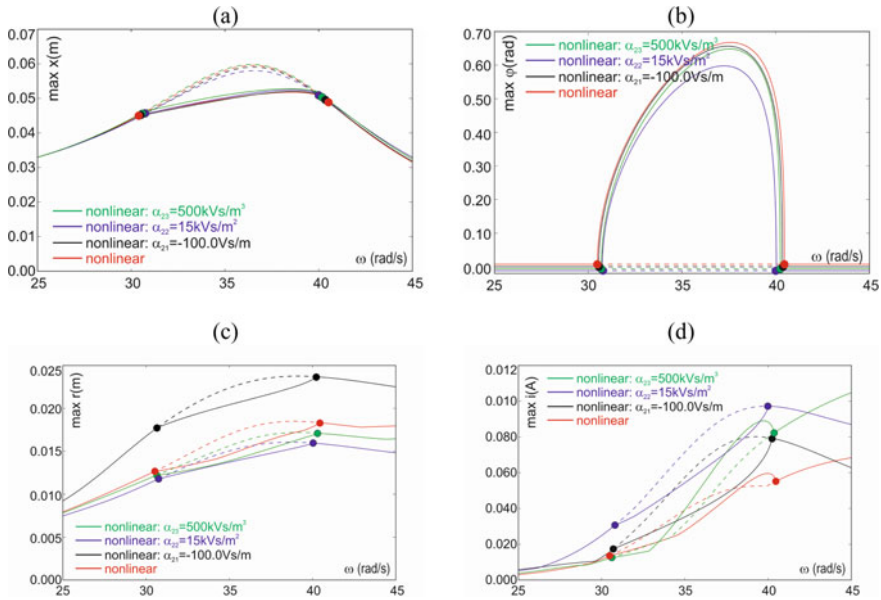 (a)
max x(m)
0.07
0.06
0.05
0.04
0.03
0.02
0.01
0.00
nonlinear: α₂₃=500kVs/m³
nonlinear: α₂₂=15kVs/m²
nonlinear: α₂₁=-100.0Vs/m
nonlinear
ω (rad/s)
25 30 35 40 45
(b)
max φ(rad)
0.70
0.60
0.50
0.40
0.30
0.20
0.10
0.00
nonlinear: α₂₃=500kVs/m³
nonlinear: α₂₂=15kVs/m²
nonlinear: α₂₁=-100.0Vs/m
nonlinear
ω (rad/s)
25 30 35 40 45
(c)
max r(m)
0.025
0.020
0.015
0.010
0.005
0.000
nonlinear: α₂₃=500kVs/m³
nonlinear: α₂₂=15kVs/m²
nonlinear: α₂₁=-100.0Vs/m
nonlinear
ω (rad/s)
25 30 35 40 45
(d)
max i(A)
0.012
0.010
0.080
0.060
0.040
0.020
0.000
nonlinear: α₂₃=500kVs/m³
nonlinear: α₂₂=15kVs/m²
nonlinear: α₂₁=-100.0Vs/m
nonlinear
ω (rad/s)
25 30 35 40 45